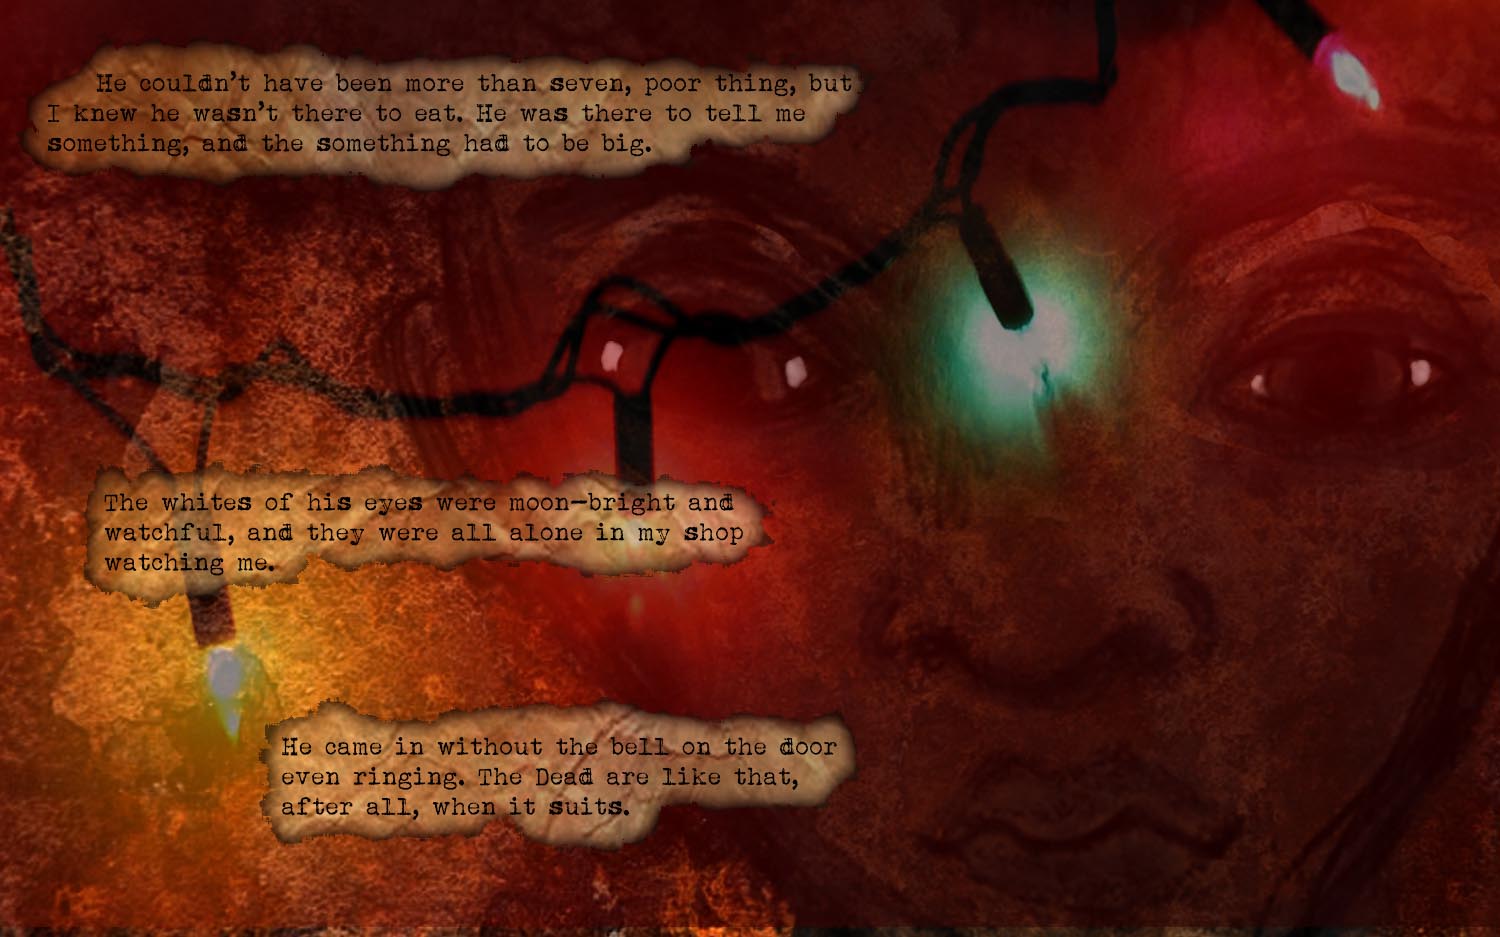 He couldn't have been more than seven, poor thing, but
I knew he wasn't there to eat. He was there to tell me
something, and the something had to be big.
The whites of his eyes were moon-bright and
watchful, and they were all alone in my shop
watching me.
He came in without the bell on the door
even ringing. The Dead are like that,
after all, when it suits.